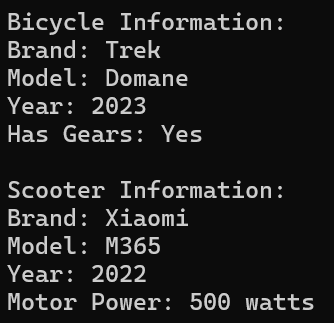 Bicycle Information:
Brand: Trek
Model: Domane
Year: 2023
Has Gears: Yes

Scooter Information:
Brand: Xiaomi
Model: M365
Year: 2022
Motor Power: 500 watts